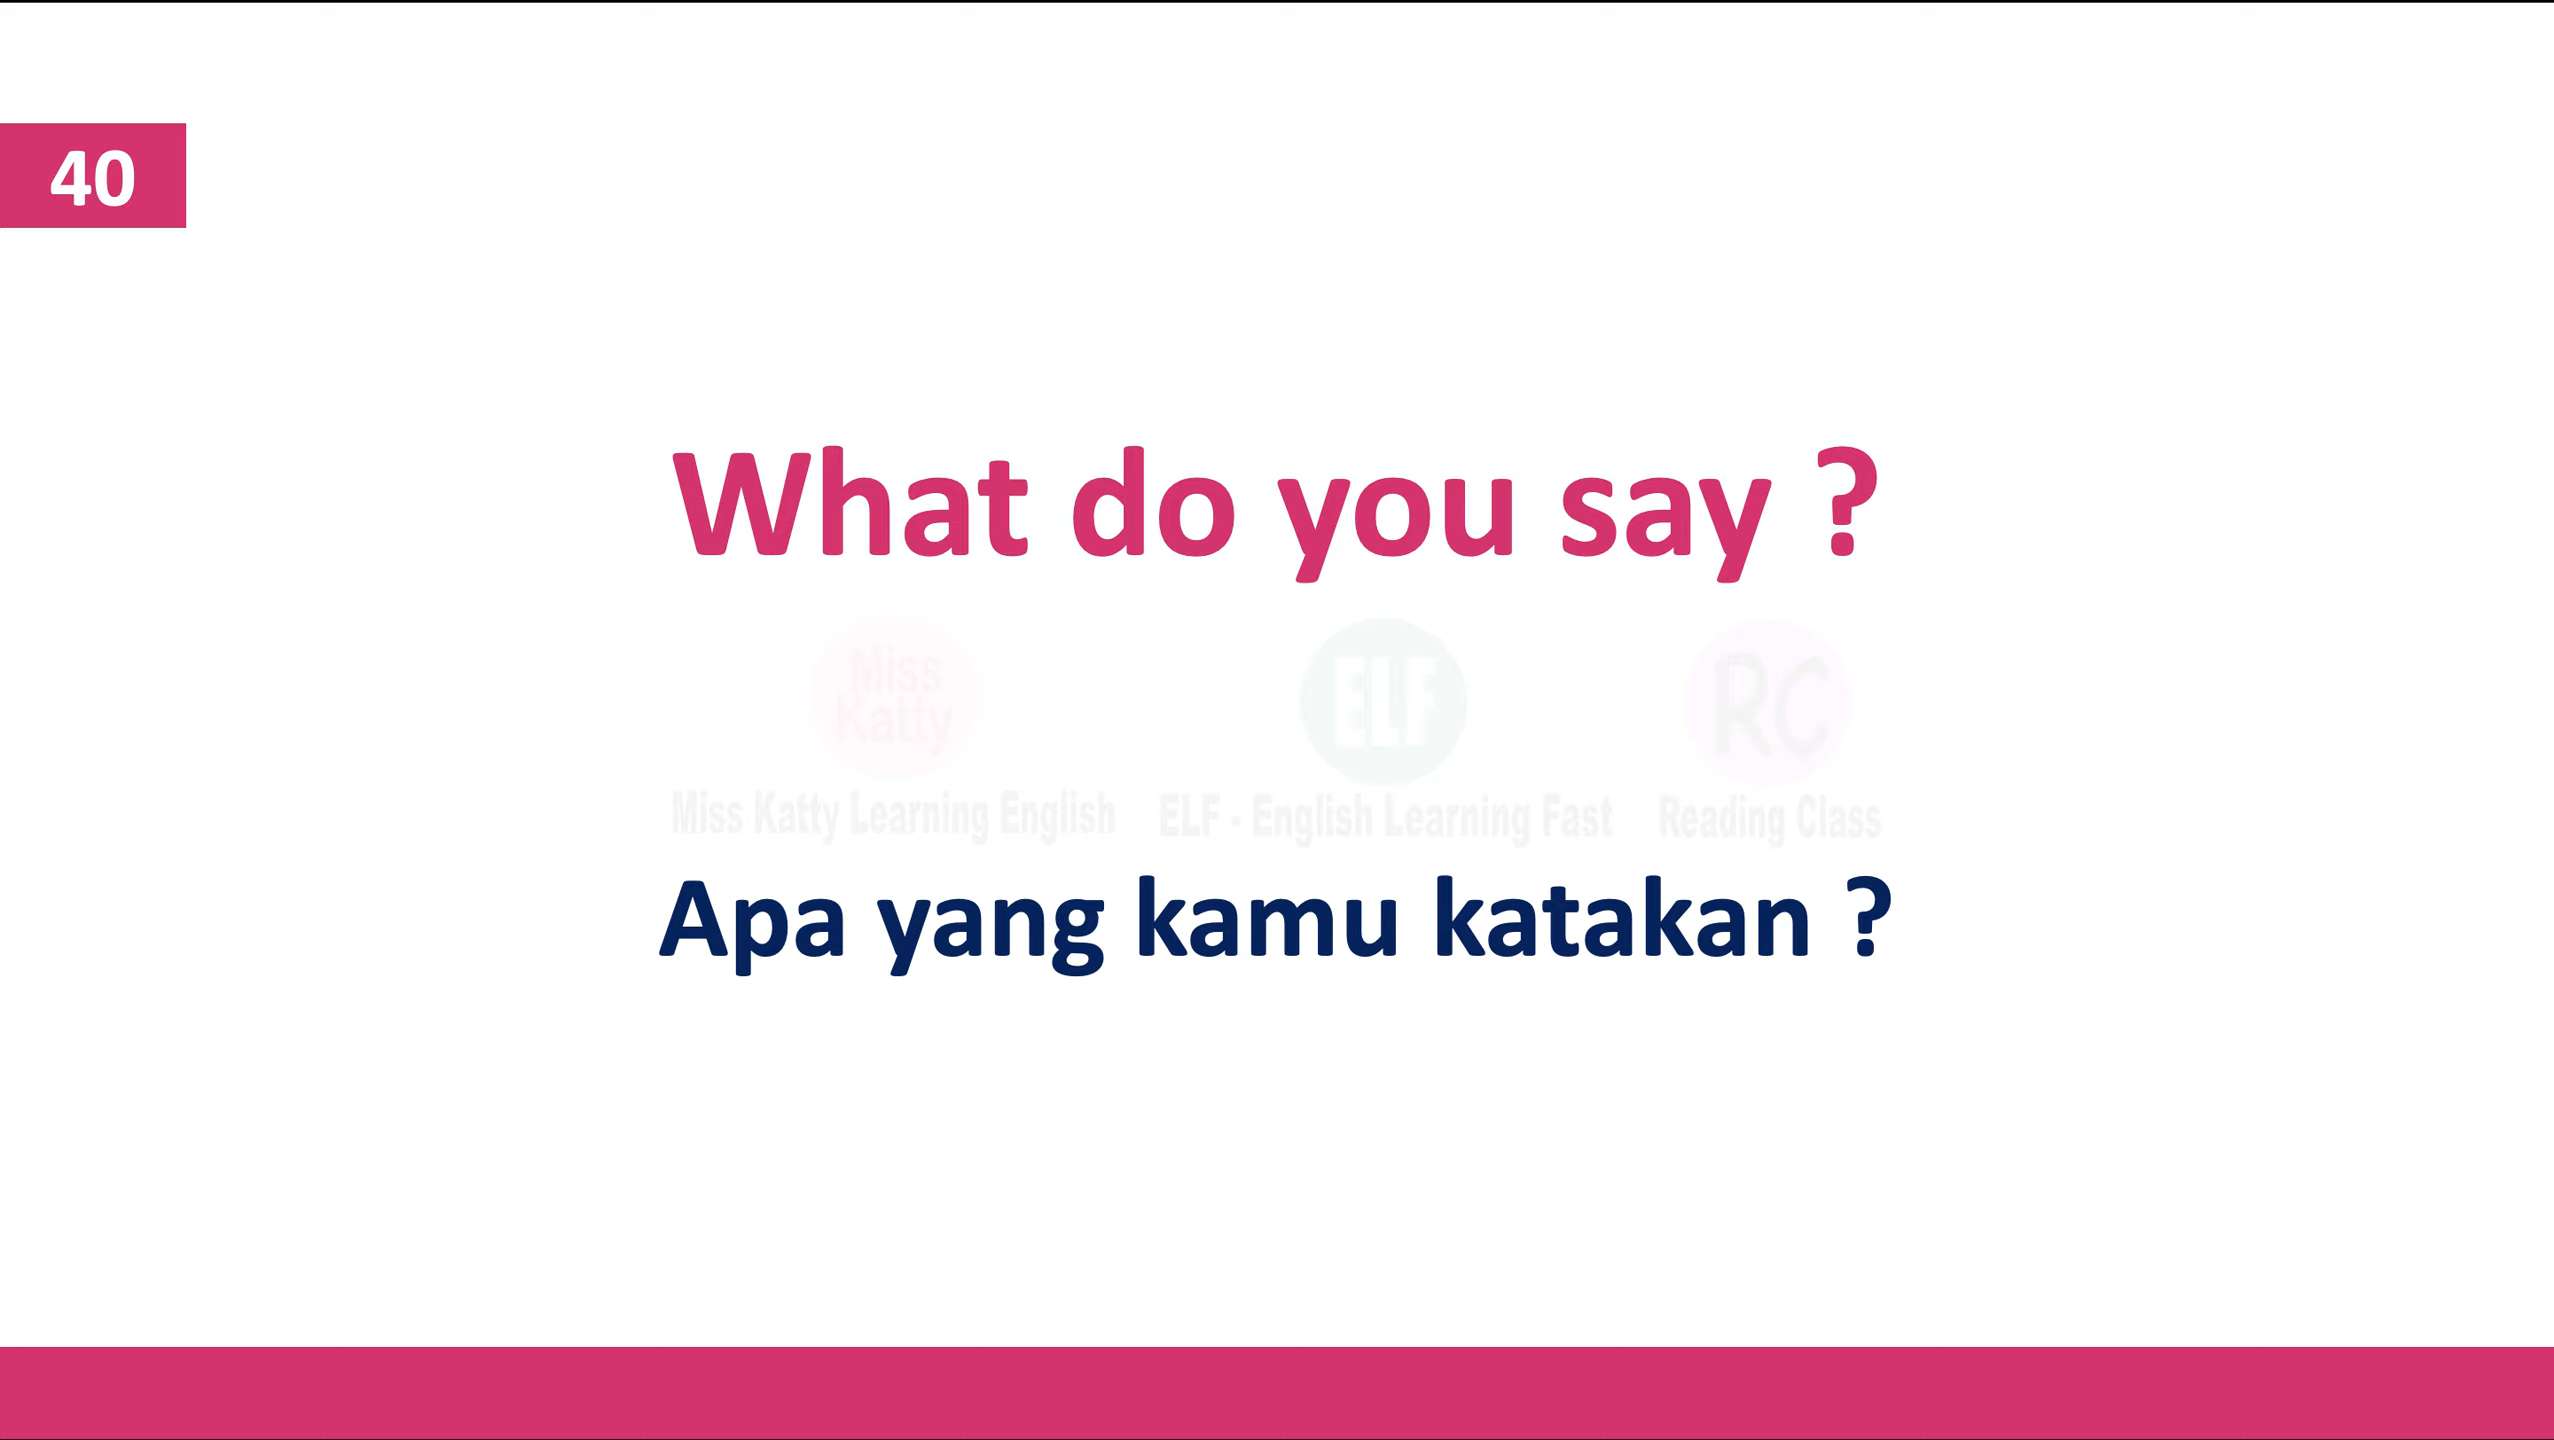 40
What do you say ?
Miss
Katty
ELF
RC
Miss Katty Learning English
ELF - English Learning Fast
Reading Class
Apa yang kamu katakan ?